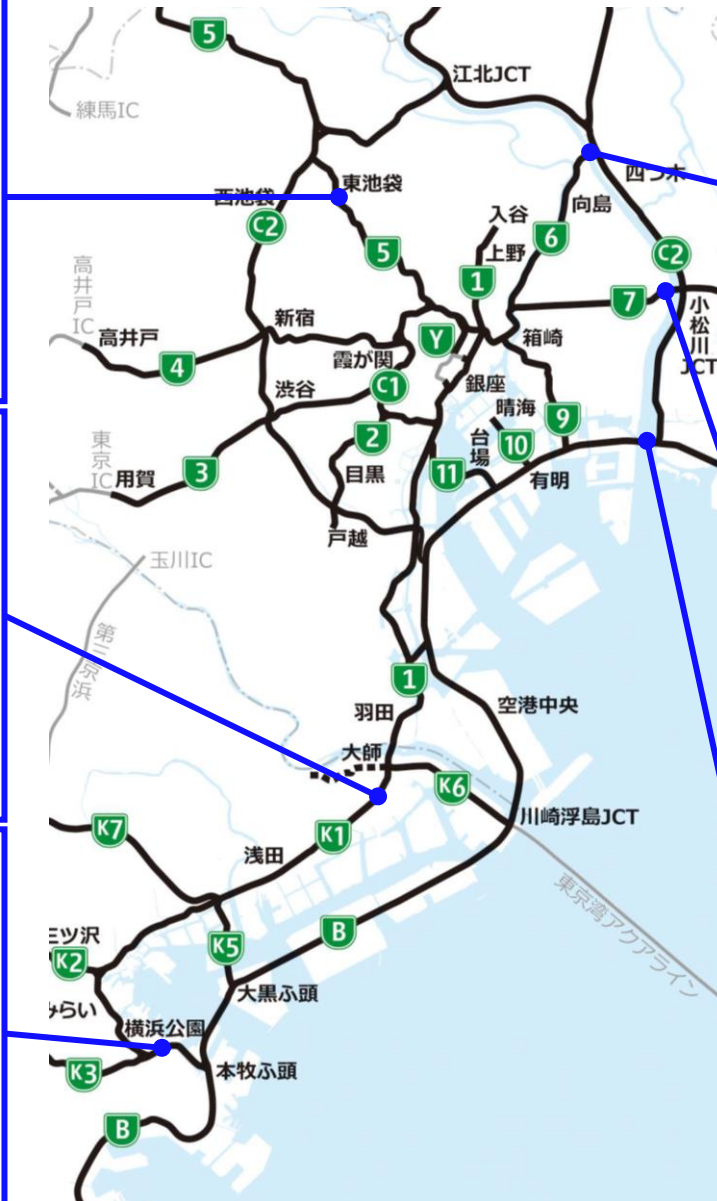 5
江北JCT
練馬IC
四つ木
東池袋
西池袋
向島
入谷
C2
6
上野
5
C2
高井戸IC
1
7
小松川JCT
新宿
高井戸
Y
箱崎
霞が関
4
銀座
渋谷
C1
晴海
9
台場
2
10
東京IC
用賀
3
目黒
11
有明
戸越
玉川IC
第三京浜
1
空港中央
羽田
大師
K6
川崎浮島JCT
K7
K1
浅田
東京湾アクアライン
三ツ沢
K5
B
K2
大黒ふ頭
みらい
横浜公園
K3
本牧ふ頭
B